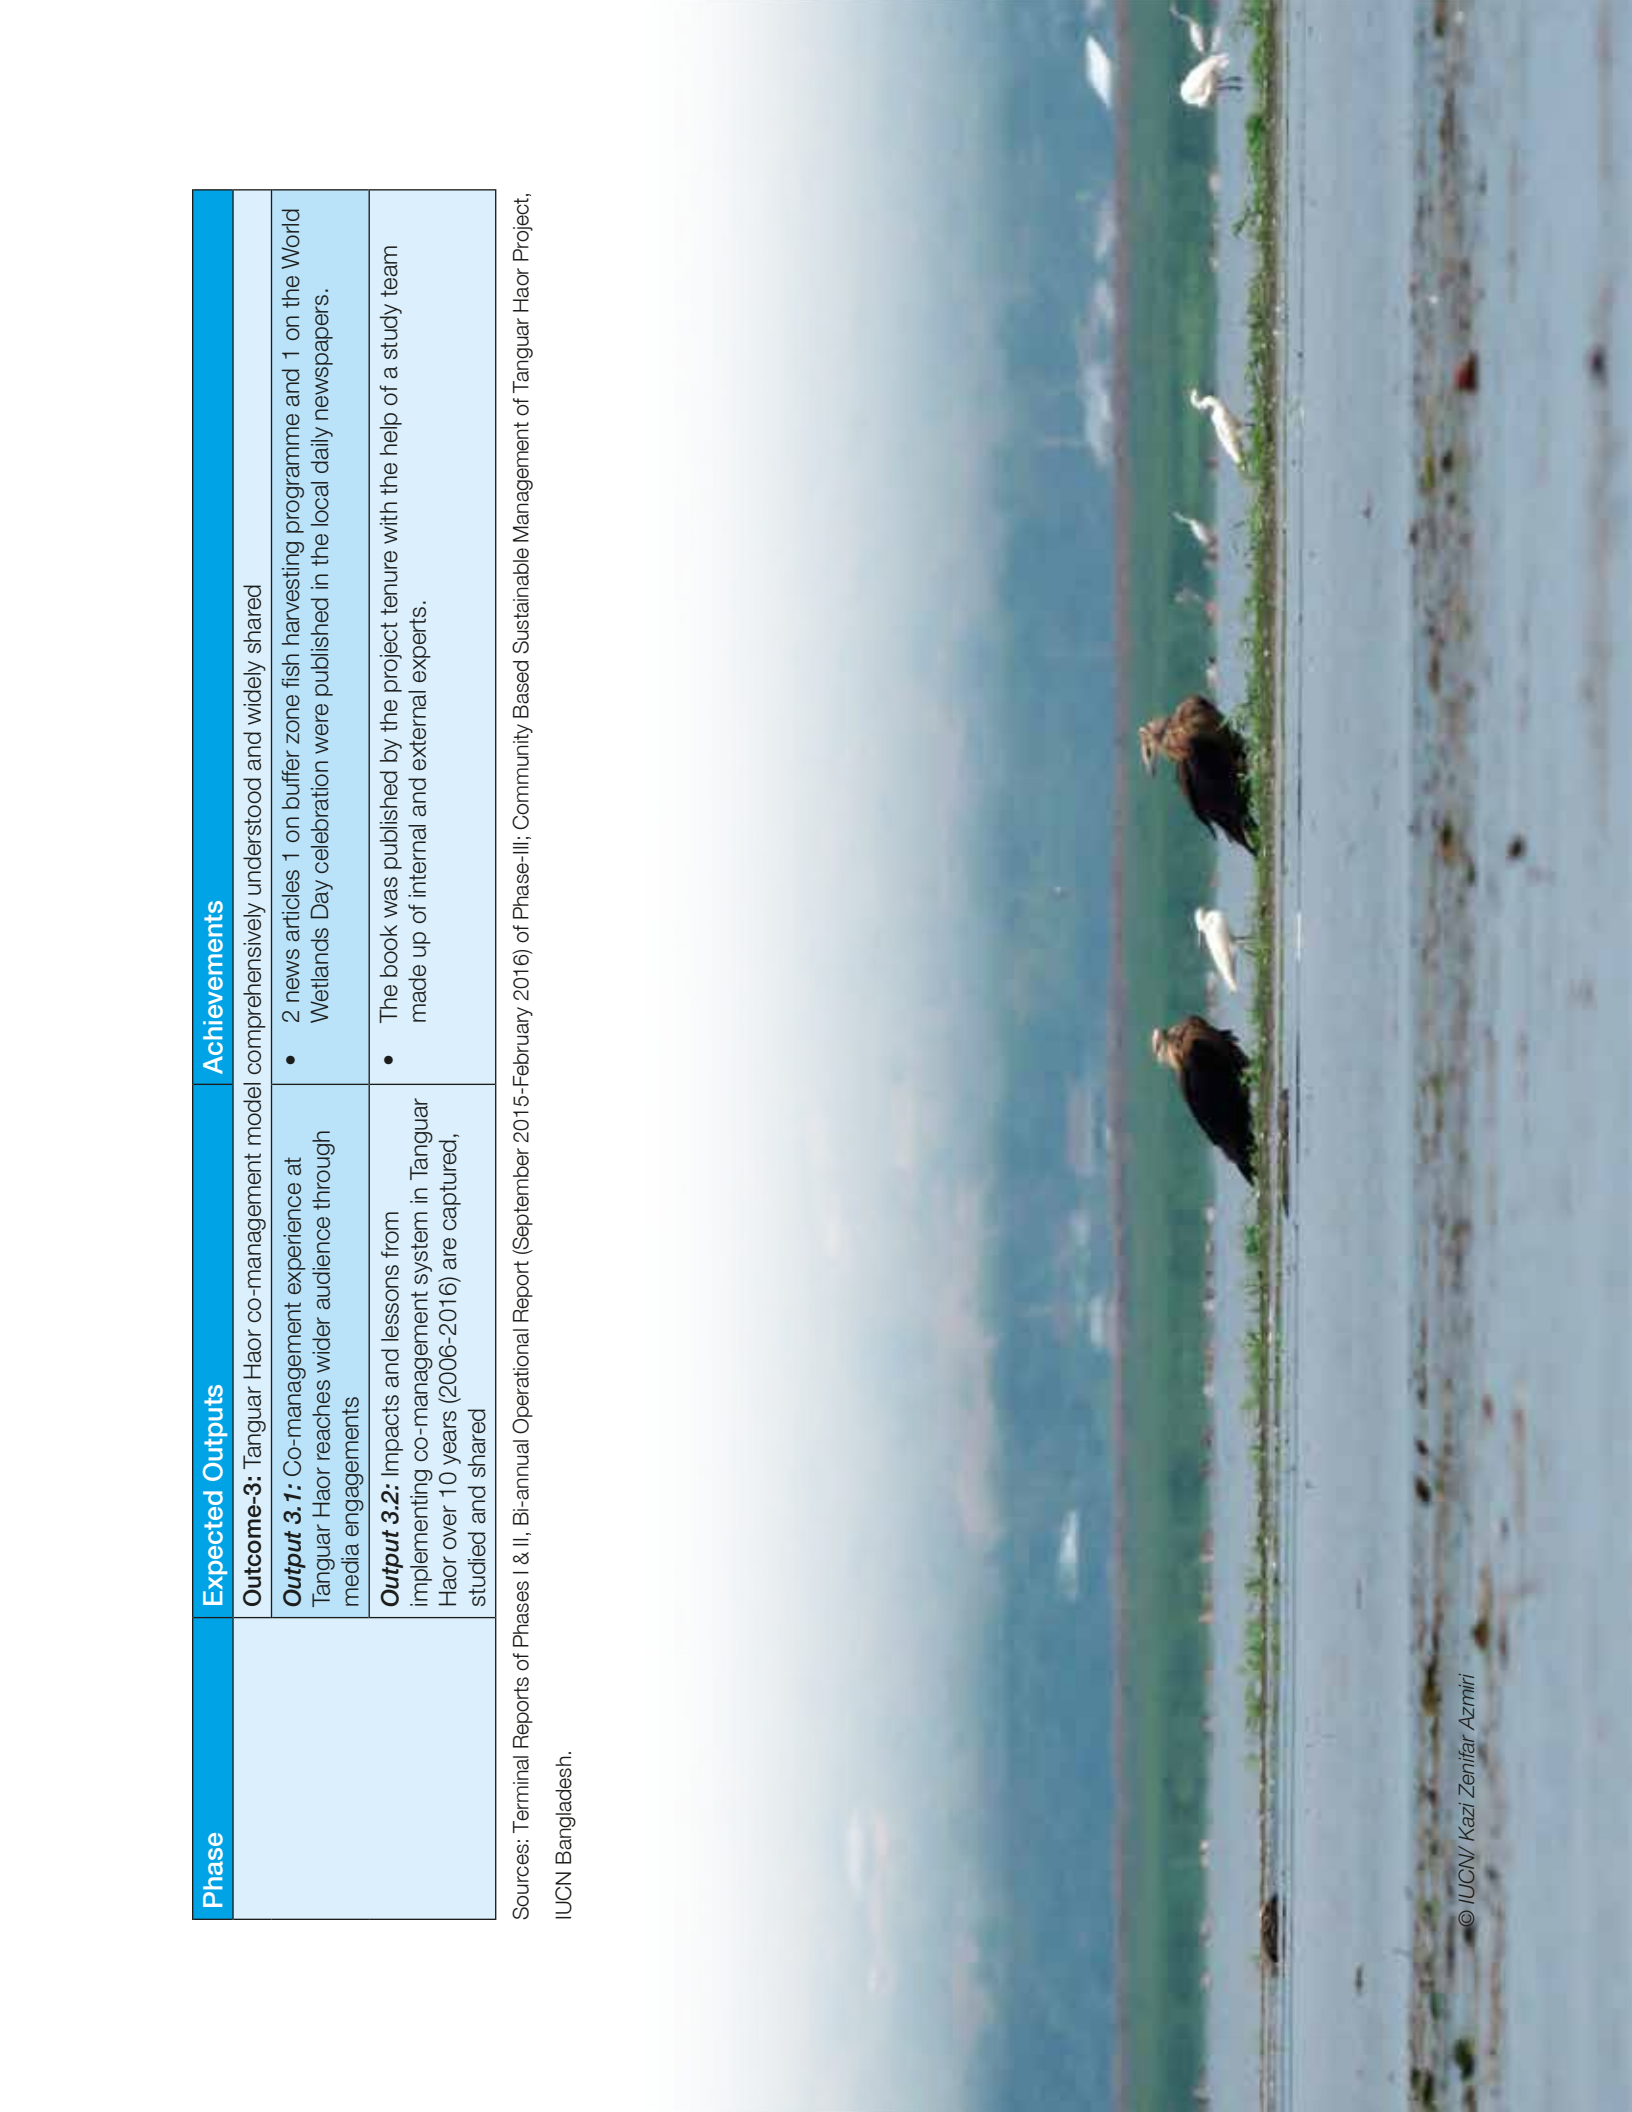 Phase Expected Outputs Achievements
Outcome-3: Tanguar Haor co-management model comprehensively understood and widely shared
Output 3.1: Co-management experience at
Tanguar Haor reaches wider audience through
media engagements
• 2 news articles 1 on buffer zone fish harvesting programme and 1 on the World
Wetlands Day celebration were published in the local daily newspapers.
Output 3.2: Impacts and lessons from
implementing co-management system in Tanguar
Haor over 10 years (2006-2016) are captured,
studied and shared
• The book was published by the project tenure with the help of a study team
made up of internal and external experts.
Sources: Terminal Reports of Phases I & II, Bi-annual Operational Report (September 2015-February 2016) of Phase-III; Community Based Sustainable Management of Tanguar Haor Project,
IUCN Bangladesh.
© IUCN/ Kazi Zenifar Azmiri